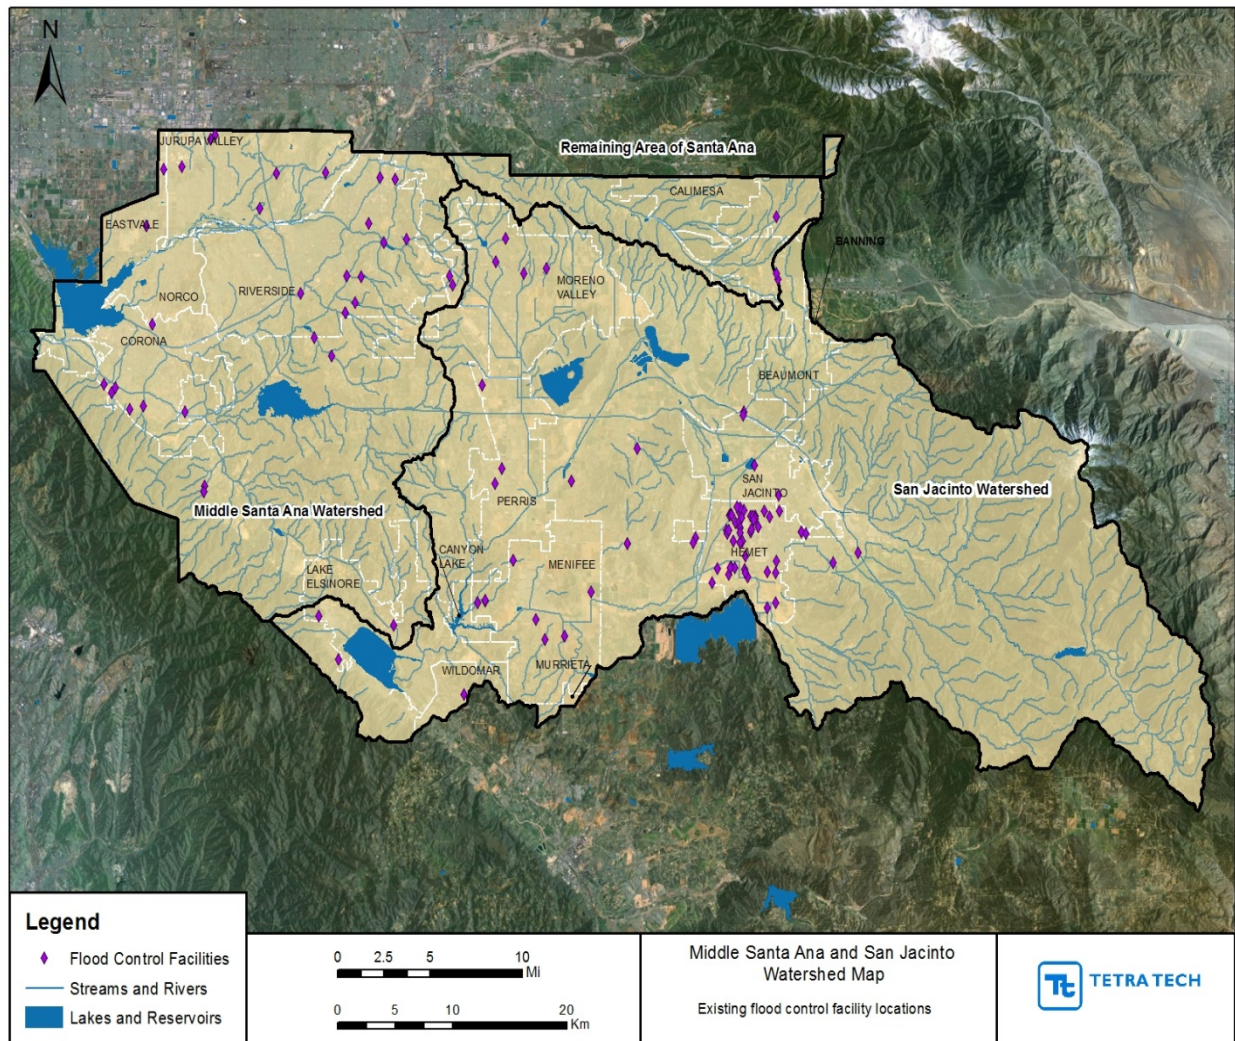 N
JURUPA VALLEY
Remaining Area of Santa Ana
CALIMESA
EASTVALE
BANNING
NORCO
RIVERSIDE
MORENO
VALLEY
CORONA
BEAUMONT
SAN
JACINTO
San Jacinto Watershed
PERRIS
Middle Santa Ana Watershed
CANYON
LAKE
HEMET
MENIFEE
LAKE
ELSINORE
WILDOMAR
MURRIETA
Legend
Flood Control Facilities
Streams and Rivers
Lakes and Reservoirs
0 2.5 5 10
Mi
0 5 10 20
Km
Middle Santa Ana and San Jacinto
Watershed Map
Existing flood control facility locations
Tt TETRA TECH